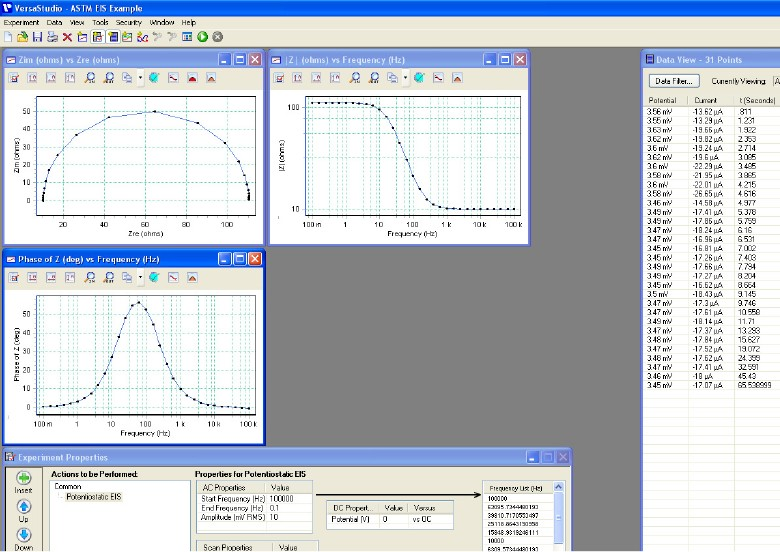 VersaStudio - ASTM EIS Example
Experiment Data View Tools Security Window Help
Zim (ohms) vs Zre (ohms)
50
40
30
20
10
0
Zim (ohms)
20 40 60 80 100
Zre (ohms)
|Z| (ohms) vs Frequency (Hz)
100
10
|Z| (ohms)
100m 1 10 100 1 k 10 k 100 k
Frequency (Hz)
Phase of Z (deg) vs Frequency (Hz)
50
40
30
20
10
0
Phase of Z (deg)
100 m 1 10 100 1 k 10 k 100 k
Frequency (Hz)
Data View - 31 Points
Data Filter... Currently Viewing: A
Potential Current t (Seconds)
3.56 mV -13.62 µA .811
3.55 mV -13.29 µA 1.231
3.63 mV -19.66 µA 1.922
3.62 mV -19.82 µA 2.353
3.6 mV -19.24 µA 2.714
3.62 mV -19.6 µA 3.085
3.6 mV -22.29 µA 3.485
3.58 mV -21.95 µA 3.865
3.6 mV -22.01 µA 4.215
3.58 mV -26.65 µA 4.616
3.46 mV -14.58 µA 4.977
3.49 mV -17.41 µA 5.378
3.49 mV -17.86 µA 5.759
3.47 mV -18.24 µA 6.16
3.47 mV -16.96 µA 6.531
3.45 mV -16.81 µA 7.002
3.45 mV -17.26 µA 7.403
3.49 mV -17.66 µA 7.794
3.49 mV -17.27 µA 8.204
3.45 mV -16.62 µA 8.664
3.5 mV -18.43 µA 9.145
3.47 mV -17.3 µA 9.746
3.47 mV -17.61 µA 10.558
3.49 mV -18.14 µA 11.71
3.47 mV -17.37 µA 13.293
3.48 mV -17.84 µA 15.627
3.47 mV -17.52 µA 19.072
3.48 mV -17.62 µA 24.399
3.47 mV -17.41 µA 32.591
3.46 mV -18 µA 45.43
3.45 mV -17.07 µA 65.538999
Experiment Properties
Insert
Up
Down
Actions to be Performed:
Common
Potentiostatic EIS
Properties for Potentiostatic EIS
AC Properties Value
Start Frequency (Hz) 100000
End Frequency (Hz) 0.1
Amplitude (mV RMS) 10
Scan Properties Value
DC Propert... Value Versus
Potential (V) 0 vs OC
Frequency List (Hz)
100000
63095.7344480193
39810.7170553497
25118.8643150958
15848.9319246111
10000
6309.57344480193